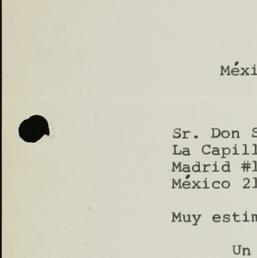 Méxi
Sr. Don S
La Capill
Madrid #1
México 21
Muy estim
Un